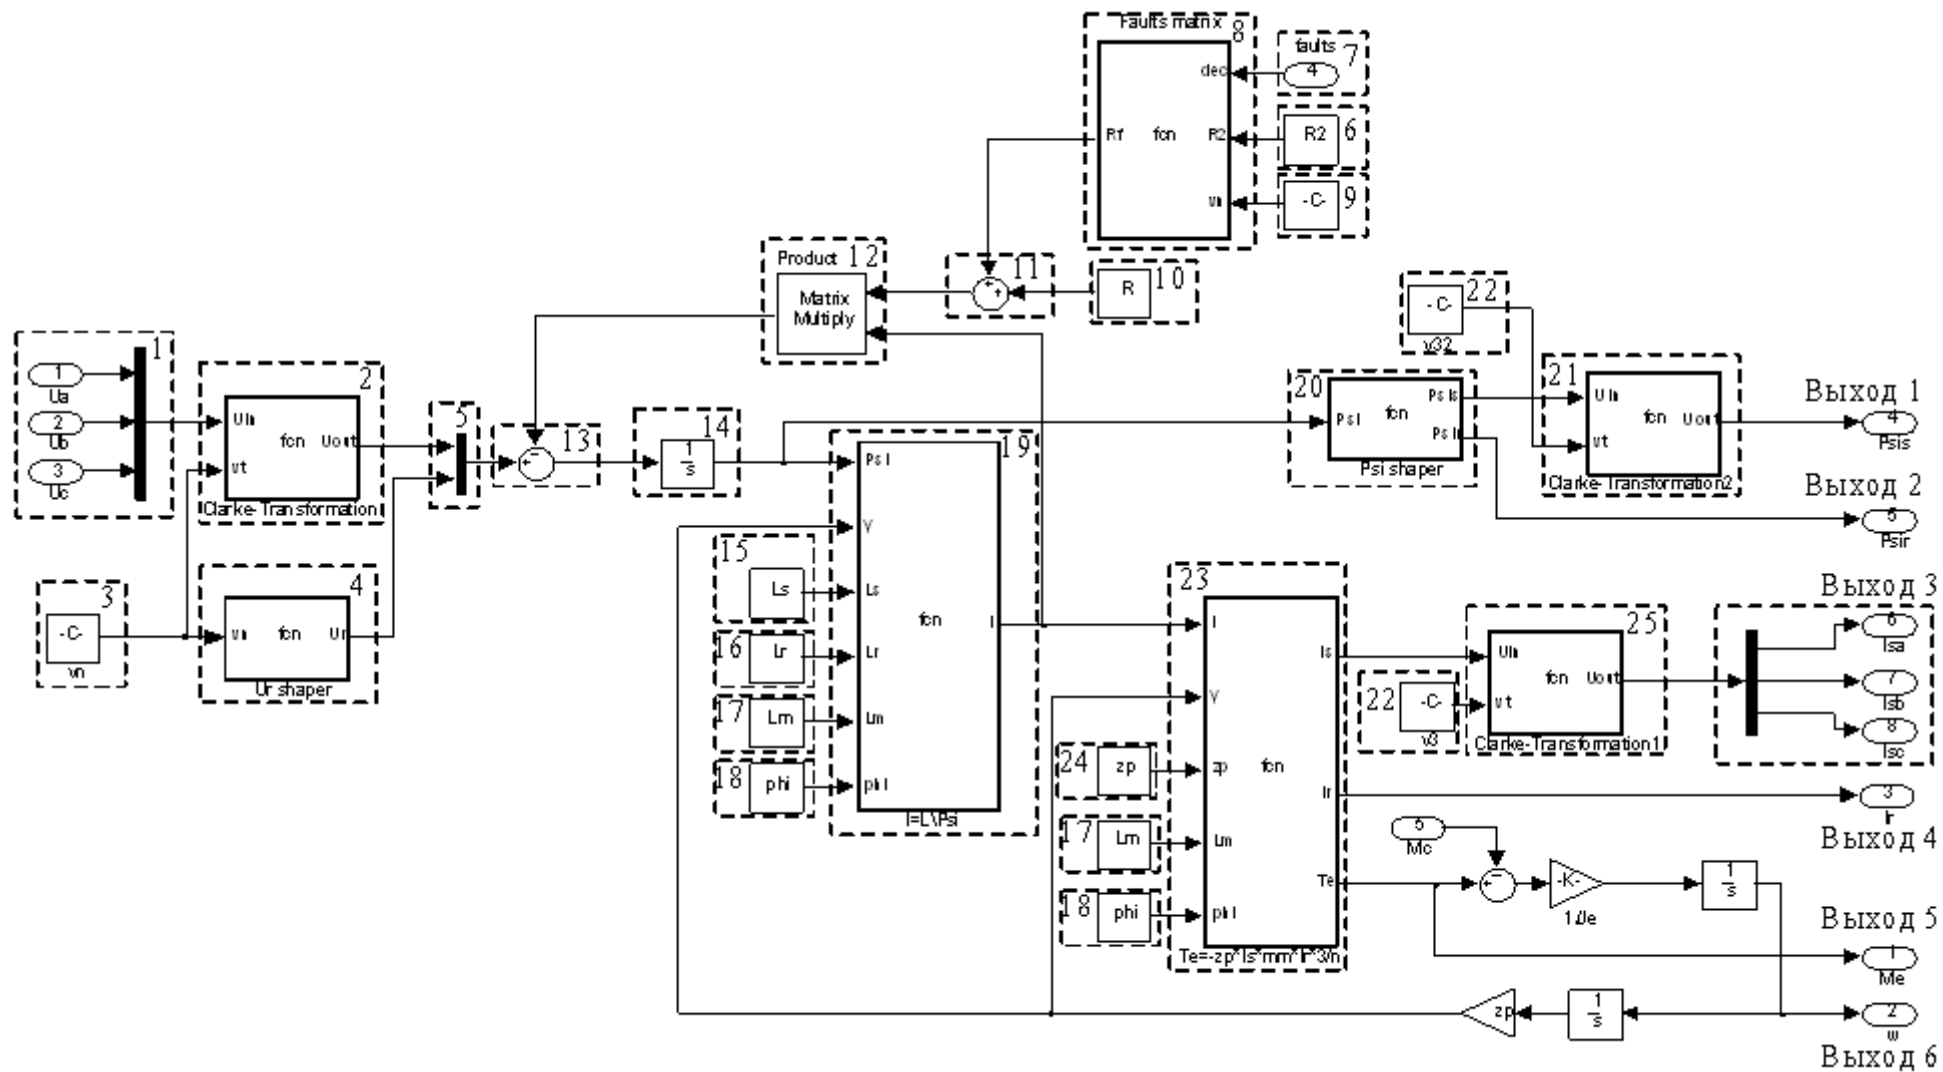 Faults matrix
8
dec
R2
vn
Rf
fcn
faults
7
4
R2
6
-C-
9
Product
12
Matrix
Multiply
11
+
+
R
10
1
1
Ua
2
Ub
3
Uc
2
Uin
vt
fcn
Uout
Clarke-Transformation
3
-C-
vn
4
vn
fcn
Ur
Ur shaper
5
13
+
−
14
1
s
19
Psi
V
Ls
Lr
Lm
phi
fcn
I
I=L\Psi
15
Ls
16
Lr
17
Lm
18
phi
20
Psi
fcn
Psis
Psir
Psi shaper
22
-C-
v32
21
Uin
vt
fcn
Uout
Clarke-Transformation2
Выход 1
4
Psis
Выход 2
5
Psir
23
I
V
zp
Lm
phi
fcn
Is
Ir
Te
Te=-zp*Is*mm*Ir*3/n
24
zp
17
Lm
18
phi
22
-C-
v3
25
Uin
vt
fcn
Uout
Clarke-Transformation1
Выход 3
6
Isa
7
Isb
8
Isc
3
Ir
Выход 4
5
Mc
+
−
-K-
1/Je
1
s
Выход 5
1
Me
zp
1
s
2
w
Выход 6